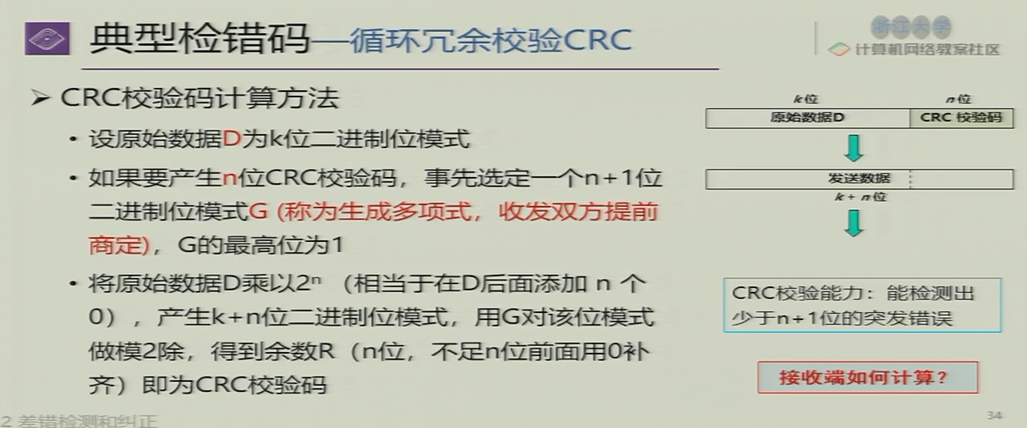 典型检错码—循环冗余校验CRC
浙江大学
计算机网络教案社区
➤ CRC校验码计算方法
• 设原始数据D为k位二进制位模式
• 如果要产生n位CRC校验码，事先选定一个n+1位
二进制位模式G (称为生成多项式，收发双方提前
商定)，G的最高位为1
• 将原始数据D乘以2ⁿ （相当于在D后面添加 n 个
0），产生k+n位二进制位模式，用G对该位模式
做模2除，得到余数R（n位，不足n位前面用0补
齐）即为CRC校验码
k位
n位
原始数据D
CRC 校验码
发送数据
k + n位
CRC校验能力：能检测出
少于n+1位的突发错误
接收端如何计算？
2 差错检测和纠正
34